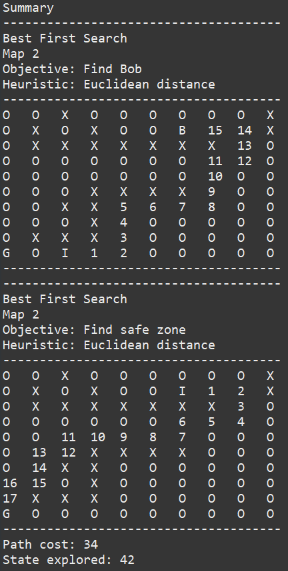 Summary
--------------------------------------
Best First Search
Map 2
Objective: Find Bob
Heuristic: Euclidean distance
--------------------------------------
O O X O O O O O O X
O X O X O O B 15 14 X
O X X X X X X X 13 O
O O O O O O O 11 12 O
O O O O O O O 10 O O
O O O X X X X 9 O O
O O X X 5 6 7 8 O O
O O O X 4 O O O O O
O X X X 3 O O O O O
G O I 1 2 O O O O O
--------------------------------------
--------------------------------------
Best First Search
Map 2
Objective: Find safe zone
Heuristic: Euclidean distance
--------------------------------------
O O X O O O O O O X
O X O X O O I 1 2 X
O X X X X X X X 3 O
O O O O O O 6 5 4 O
O O 11 10 9 8 7 O O O
O 13 12 X X X X O O O
O 14 X X O O O O O O
16 15 O X O O O O O O
17 X X X O O O O O O
G O O O O O O O O O
--------------------------------------
Path cost: 34
State explored: 42